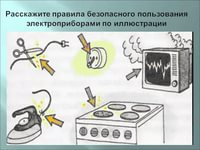 Расскажите правила безопасного пользования
электроприборами по иллюстрации